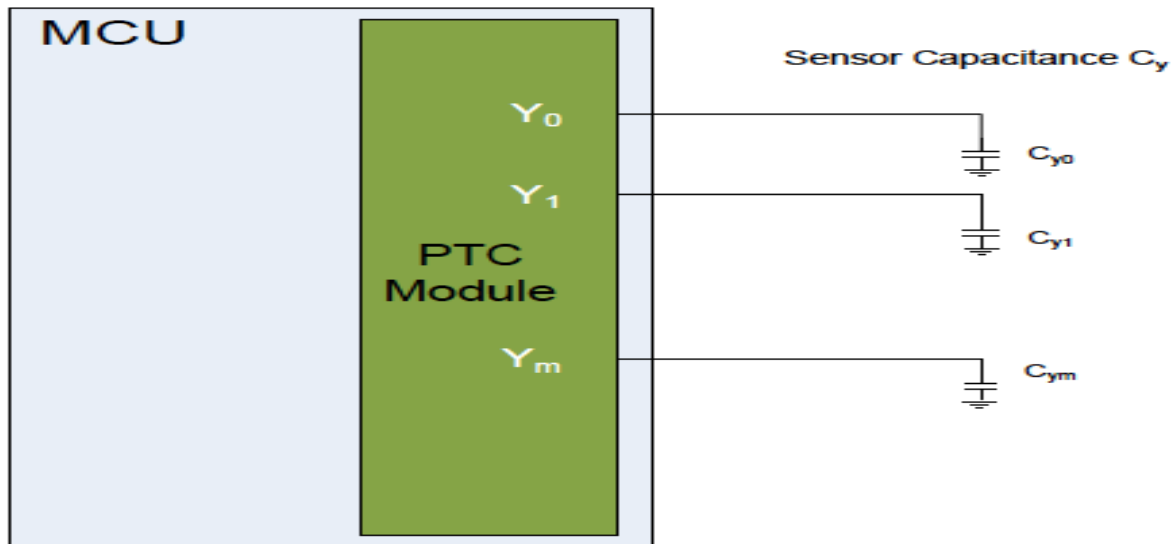 MCU
Sensor Capacitance Cy
Y0
Cy0
Y1
Cy1
PTC
Module
Ym
Cym